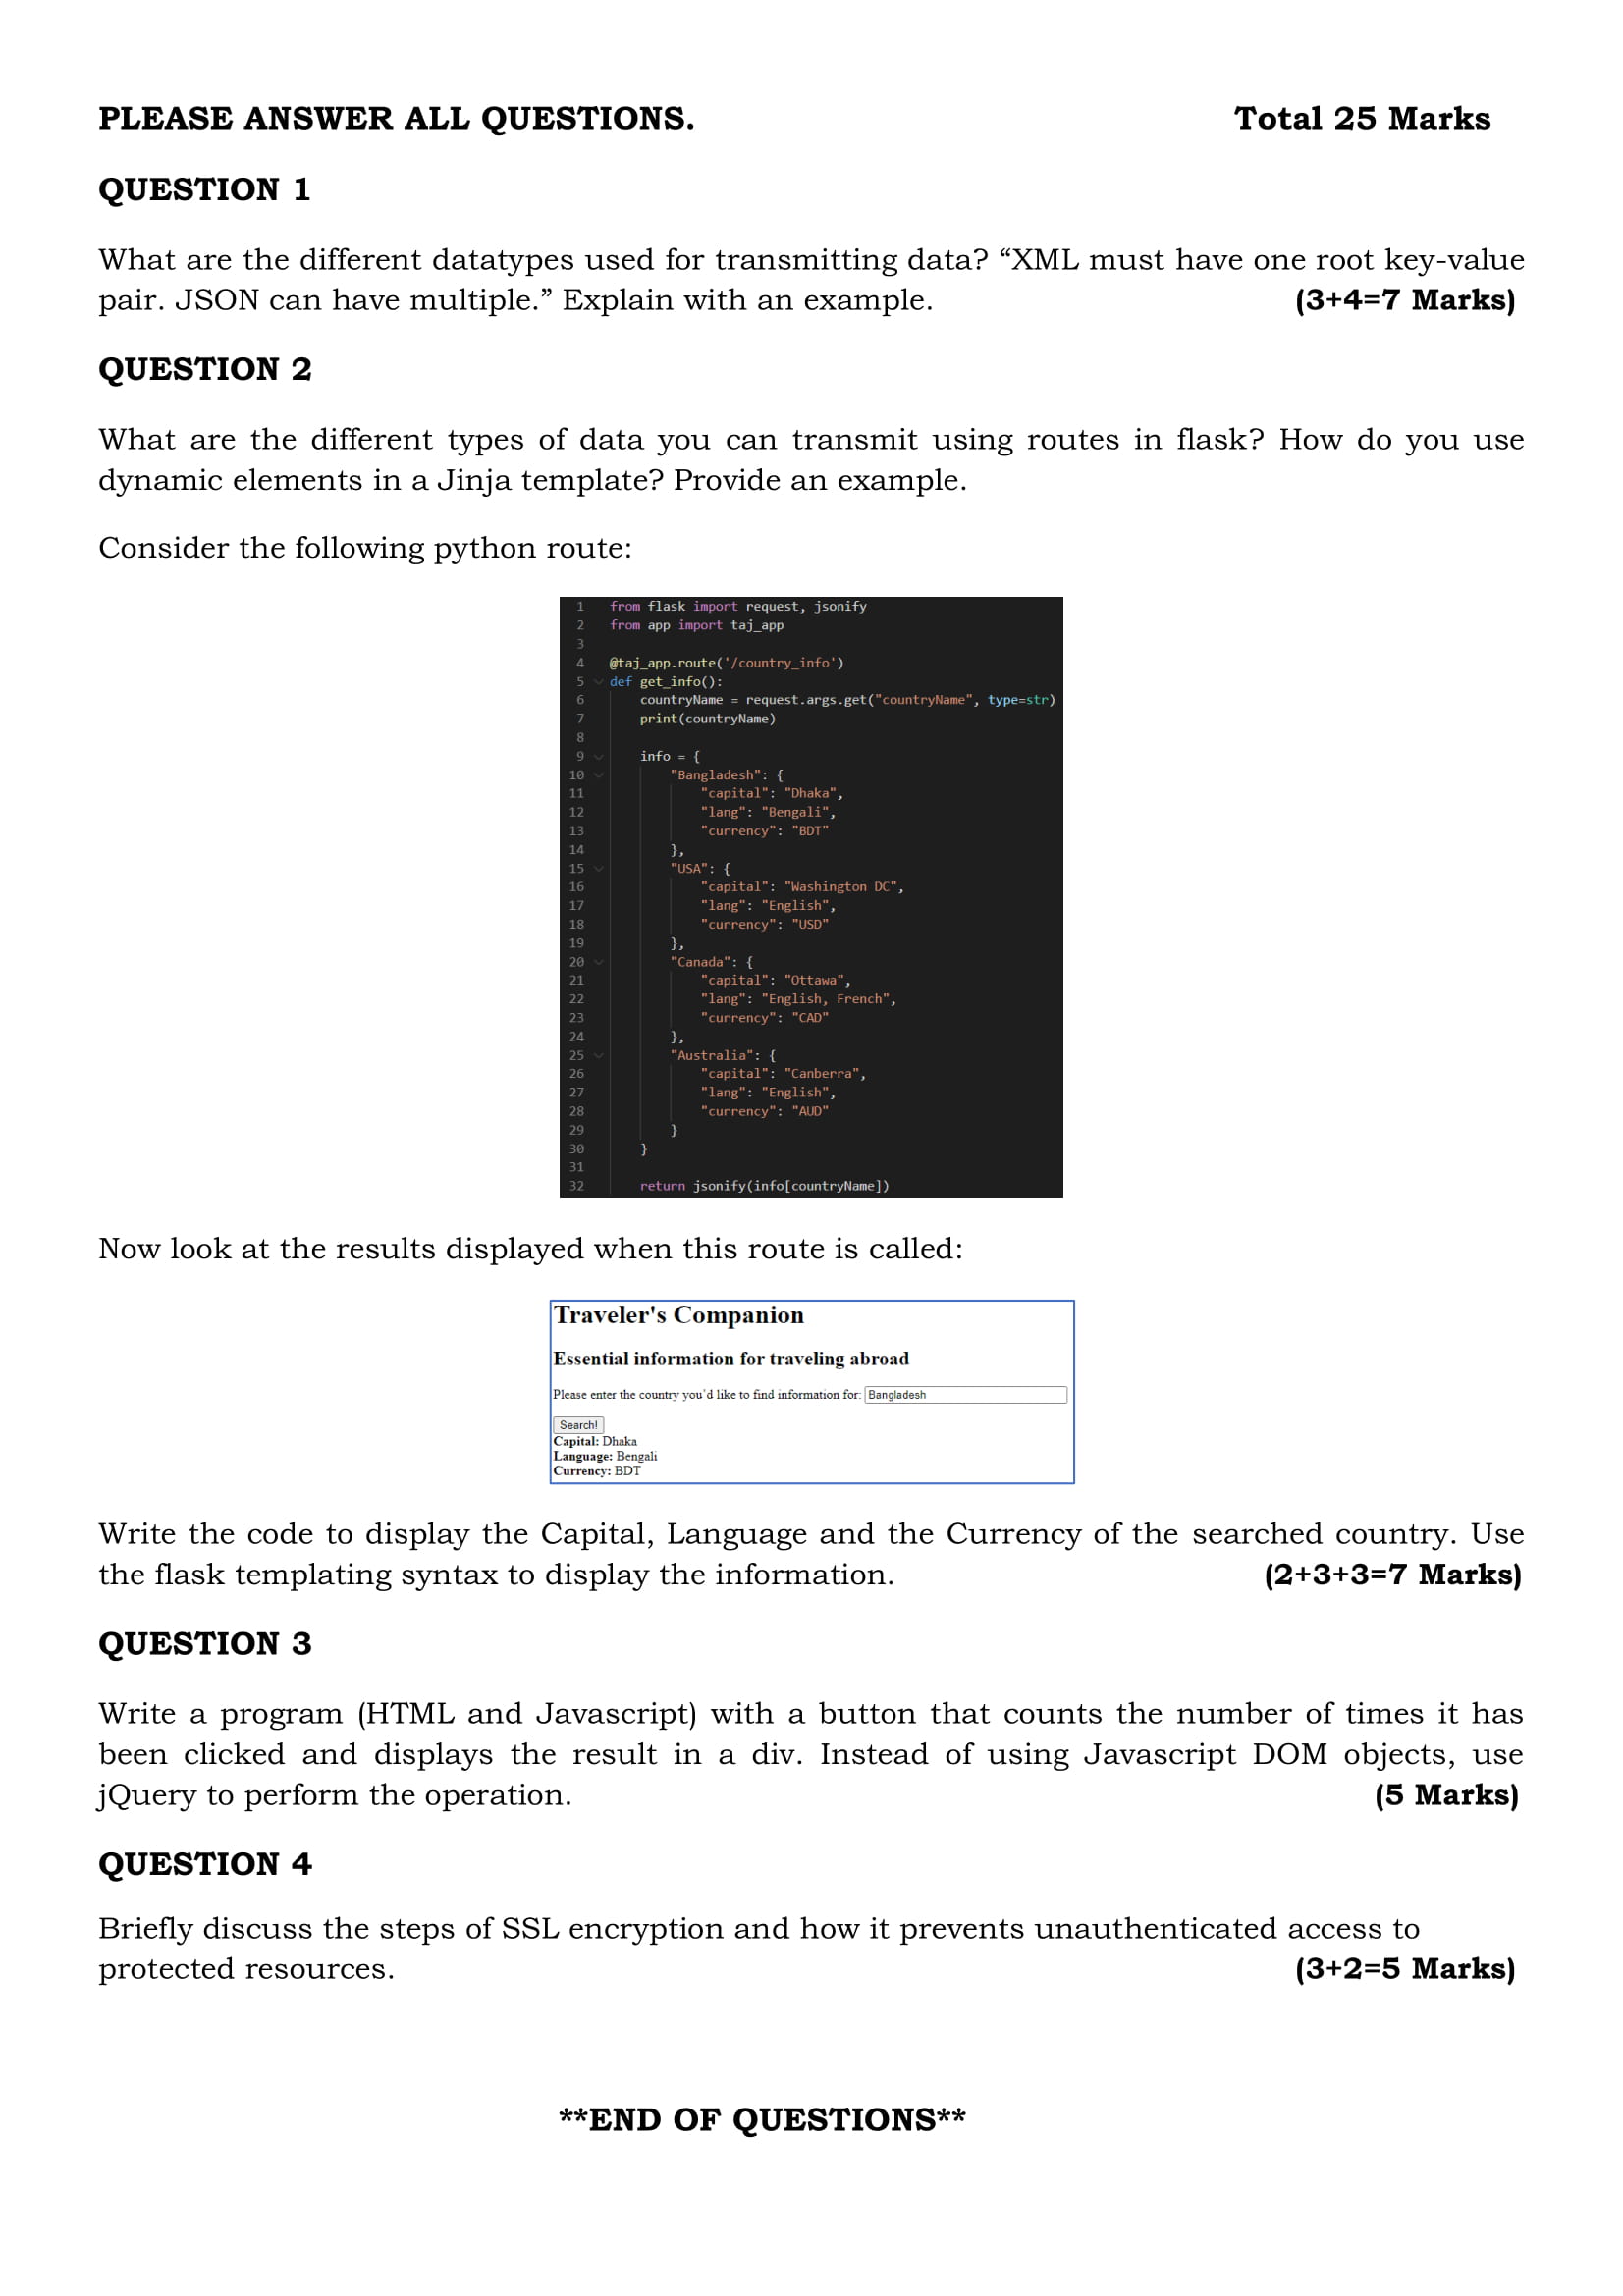 PLEASE ANSWER ALL QUESTIONS. Total 25 Marks
QUESTION 1
What are the different datatypes used for transmitting data? “XML must have one root key-value
pair. JSON can have multiple.” Explain with an example. (3+4=7 Marks)
QUESTION 2
What are the different types of data you can transmit using routes in flask? How do you use
dynamic elements in a Jinja template? Provide an example.
Consider the following python route:
1 from flask import request, jsonify
2 from app import taj_app
3
4 @taj_app.route('/country_info')
5 def get_info():
6 countryName = request.args.get("countryName", type=str)
7 print(countryName)
8
9 info = {
10 "Bangladesh": {
11 "capital": "Dhaka",
12 "lang": "Bengali",
13 "currency": "BDT"
14 },
15 "USA": {
16 "capital": "Washington DC",
17 "lang": "English",
18 "currency": "USD"
19 },
20 "Canada": {
21 "capital": "Ottawa",
22 "lang": "English, French",
23 "currency": "CAD"
24 },
25 "Australia": {
26 "capital": "Canberra",
27 "lang": "English",
28 "currency": "AUD"
29 }
30 }
31
32 return jsonify(info[countryName])
Now look at the results displayed when this route is called:
Traveler's Companion
Essential information for traveling abroad
Please enter the country you'd like to find information for: Bangladesh
Search!
Capital: Dhaka
Language: Bengali
Currency: BDT
Write the code to display the Capital, Language and the Currency of the searched country. Use
the flask templating syntax to display the information. (2+3+3=7 Marks)
QUESTION 3
Write a program (HTML and Javascript) with a button that counts the number of times it has
been clicked and displays the result in a div. Instead of using Javascript DOM objects, use
jQuery to perform the operation. (5 Marks)
QUESTION 4
Briefly discuss the steps of SSL encryption and how it prevents unauthenticated access to
protected resources. (3+2=5 Marks)
**END OF QUESTIONS**